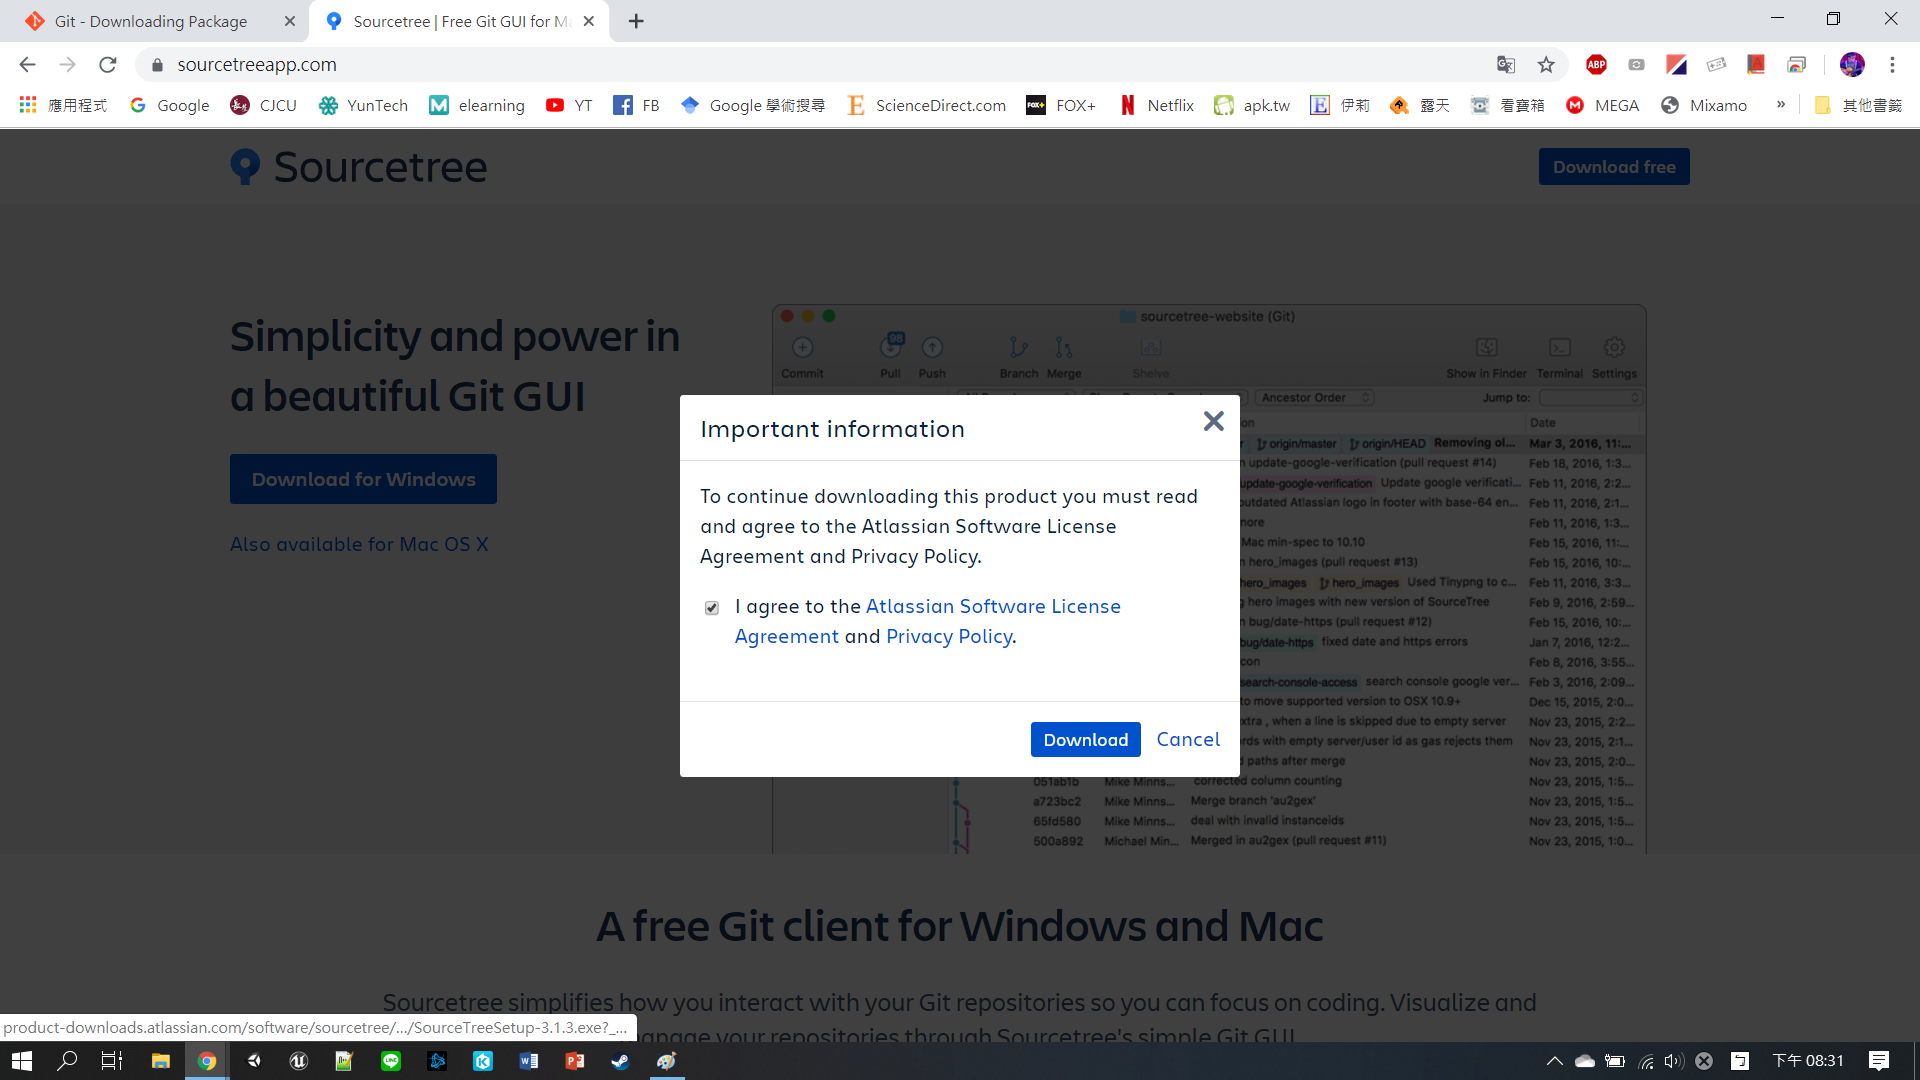 Git - Downloading Package
Sourcetree | Free Git GUI for M
sourcetreeapp.com
應用程式 Google CJCU YunTech elearning YT FB Google 學術搜尋 ScienceDirect.com FOX+ Netflix apk.tw 伊莉 露天 看寶箱 MEGA Mixamo » 其他書籤
Sourcetree
Download free
Simplicity and power in
a beautiful Git GUI
Download for Windows
Also available for Mac OS X
sourcetree-website (Git)
98
Commit Pull Push Branch Merge Shelve Show in Finder Terminal Settings
Ancestor Order Jump to:
on Date
origin/master origin/HEAD Removing ol... Mar 3, 2016, 11:...
update-google-verification (pull request #14) Feb 18, 2016, 1:3...
update-google-verification Update google verificati... Feb 11, 2016, 2:2...
outdated Atlassian logo in footer with base-64 en... Feb 11, 2016, 2:1...
nore Feb 11, 2016, 1:3...
Mac min-spec to 10.10 Feb 15, 2016, 11:...
hero_images (pull request #13) Feb 15, 2016, 10:...
hero_images hero_images Used Tinypng to c... Feb 11, 2016, 3:3...
hero images with new version of SourceTree Feb 9, 2016, 2:59...
bug/date-https (pull request #12) Feb 15, 2016, 10:...
bug/date-https fixed date and https errors Jan 7, 2016, 12:2...
con Feb 8, 2016, 3:55...
search-console-access search console google ver... Feb 3, 2016, 2:09...
to move supported version to OSX 10.9+ Dec 15, 2015, 2:0...
extra , when a line is skipped due to empty server Nov 23, 2015, 2:2...
rds with empty server/user id as gas rejects them Nov 23, 2015, 2:1...
paths after merge Nov 23, 2015, 2:0...
051ab1b Mike Minns... corrected column counting Nov 23, 2015, 1:5...
a723bc2 Mike Minns... Merge branch 'au2gex' Nov 23, 2015, 1:5...
65fd580 Mike Minns... deal with invalid instanceids Nov 23, 2015, 1:5...
500a892 Michael Min... Merged in au2gex (pull request #11) Nov 23, 2015, 1:0...
Important information
To continue downloading this product you must read
and agree to the Atlassian Software License
Agreement and Privacy Policy.
I agree to the Atlassian Software License
Agreement and Privacy Policy.
Download Cancel
A free Git client for Windows and Mac
Sourcetree simplifies how you interact with your Git repositories so you can focus on coding. Visualize and
manage your repositories through Sourcetree's simple Git GUI.
product-downloads.atlassian.com/software/sourcetree/.../SourceTreeSetup-3.1.3.exe?_...
下午 08:31